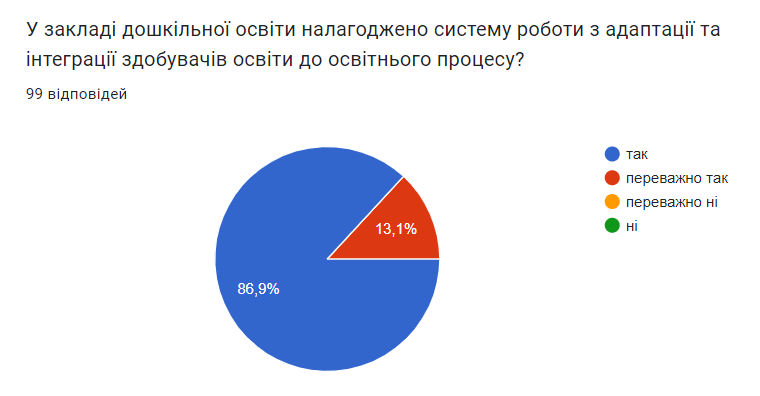 У закладі дошкільної освіти налагоджено систему роботи з адаптації та
інтеграції здобувачів освіти до освітнього процесу?
99 відповідей
так
переважно так
переважно ні
ні
13,1%
86,9%